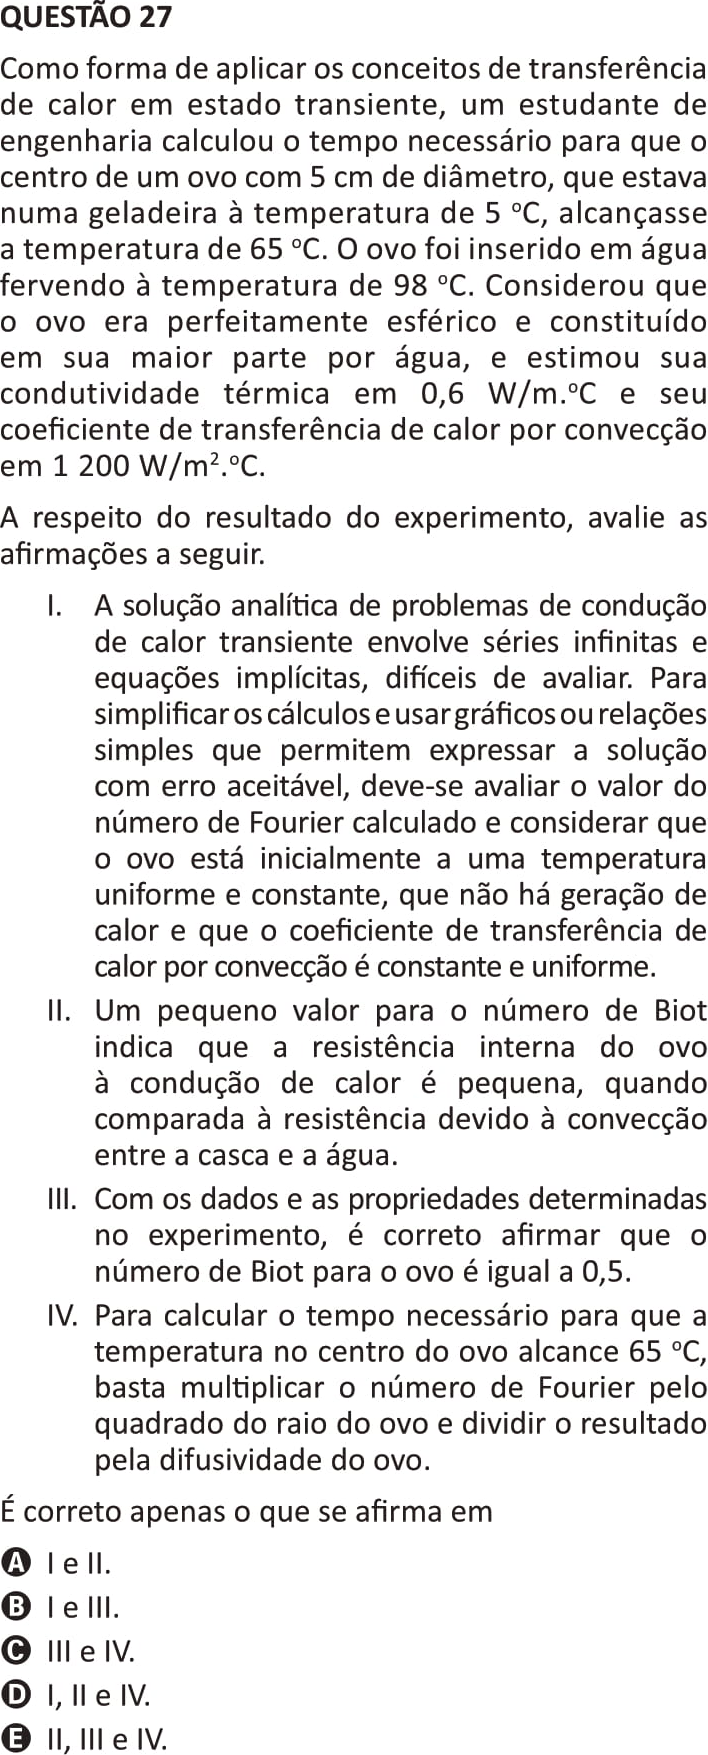 QUESTÃO 27
Como forma de aplicar os conceitos de transferência
de calor em estado transiente, um estudante de
engenharia calculou o tempo necessário para que o
centro de um ovo com 5 cm de diâmetro, que estava
numa geladeira à temperatura de 5 ºC, alcançasse
a temperatura de 65 ºC. O ovo foi inserido em água
fervendo à temperatura de 98 ºC. Considerou que
o ovo era perfeitamente esférico e constituído
em sua maior parte por água, e estimou sua
condutividade térmica em 0,6 W/m.ºC e seu
coeficiente de transferência de calor por convecção
em 1 200 W/m².ºC.
A respeito do resultado do experimento, avalie as
afirmações a seguir.
I. A solução analítica de problemas de condução
de calor transiente envolve séries infinitas e
equações implícitas, difíceis de avaliar. Para
simplificar os cálculos e usar gráficos ou relações
simples que permitem expressar a solução
com erro aceitável, deve-se avaliar o valor do
número de Fourier calculado e considerar que
o ovo está inicialmente a uma temperatura
uniforme e constante, que não há geração de
calor e que o coeficiente de transferência de
calor por convecção é constante e uniforme.
II. Um pequeno valor para o número de Biot
indica que a resistência interna do ovo
à condução de calor é pequena, quando
comparada à resistência devido à convecção
entre a casca e a água.
III. Com os dados e as propriedades determinadas
no experimento, é correto afirmar que o
número de Biot para o ovo é igual a 0,5.
IV. Para calcular o tempo necessário para que a
temperatura no centro do ovo alcance 65 ºC,
basta multiplicar o número de Fourier pelo
quadrado do raio do ovo e dividir o resultado
pela difusividade do ovo.
É correto apenas o que se afirma em
A I e II.
B I e III.
C III e IV.
D I, II e IV.
E II, III e IV.